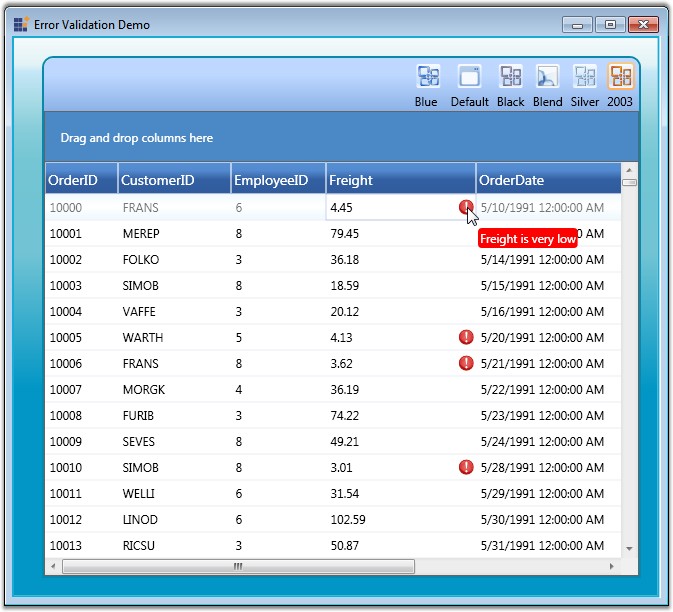 Error Validation Demo
Blue Default Black Blend Silver 2003
Drag and drop columns here
OrderID CustomerID EmployeeID Freight OrderDate
10000 FRANS 6 4.45 5/10/1991 12:00:00 AM
10001 MEREP 8 79.45 0:00 AM
Freight is very low
10002 FOLKO 3 36.18 5/14/1991 12:00:00 AM
10003 SIMOB 8 18.59 5/15/1991 12:00:00 AM
10004 VAFFE 3 20.12 5/16/1991 12:00:00 AM
10005 WARTH 5 4.13 5/20/1991 12:00:00 AM
10006 FRANS 8 3.62 5/21/1991 12:00:00 AM
10007 MORGK 4 36.19 5/22/1991 12:00:00 AM
10008 FURIB 3 74.22 5/23/1991 12:00:00 AM
10009 SEVES 8 49.21 5/24/1991 12:00:00 AM
10010 SIMOB 8 3.01 5/28/1991 12:00:00 AM
10011 WELLI 6 31.54 5/29/1991 12:00:00 AM
10012 LINOD 6 102.59 5/30/1991 12:00:00 AM
10013 RICSU 3 50.87 5/31/1991 12:00:00 AM